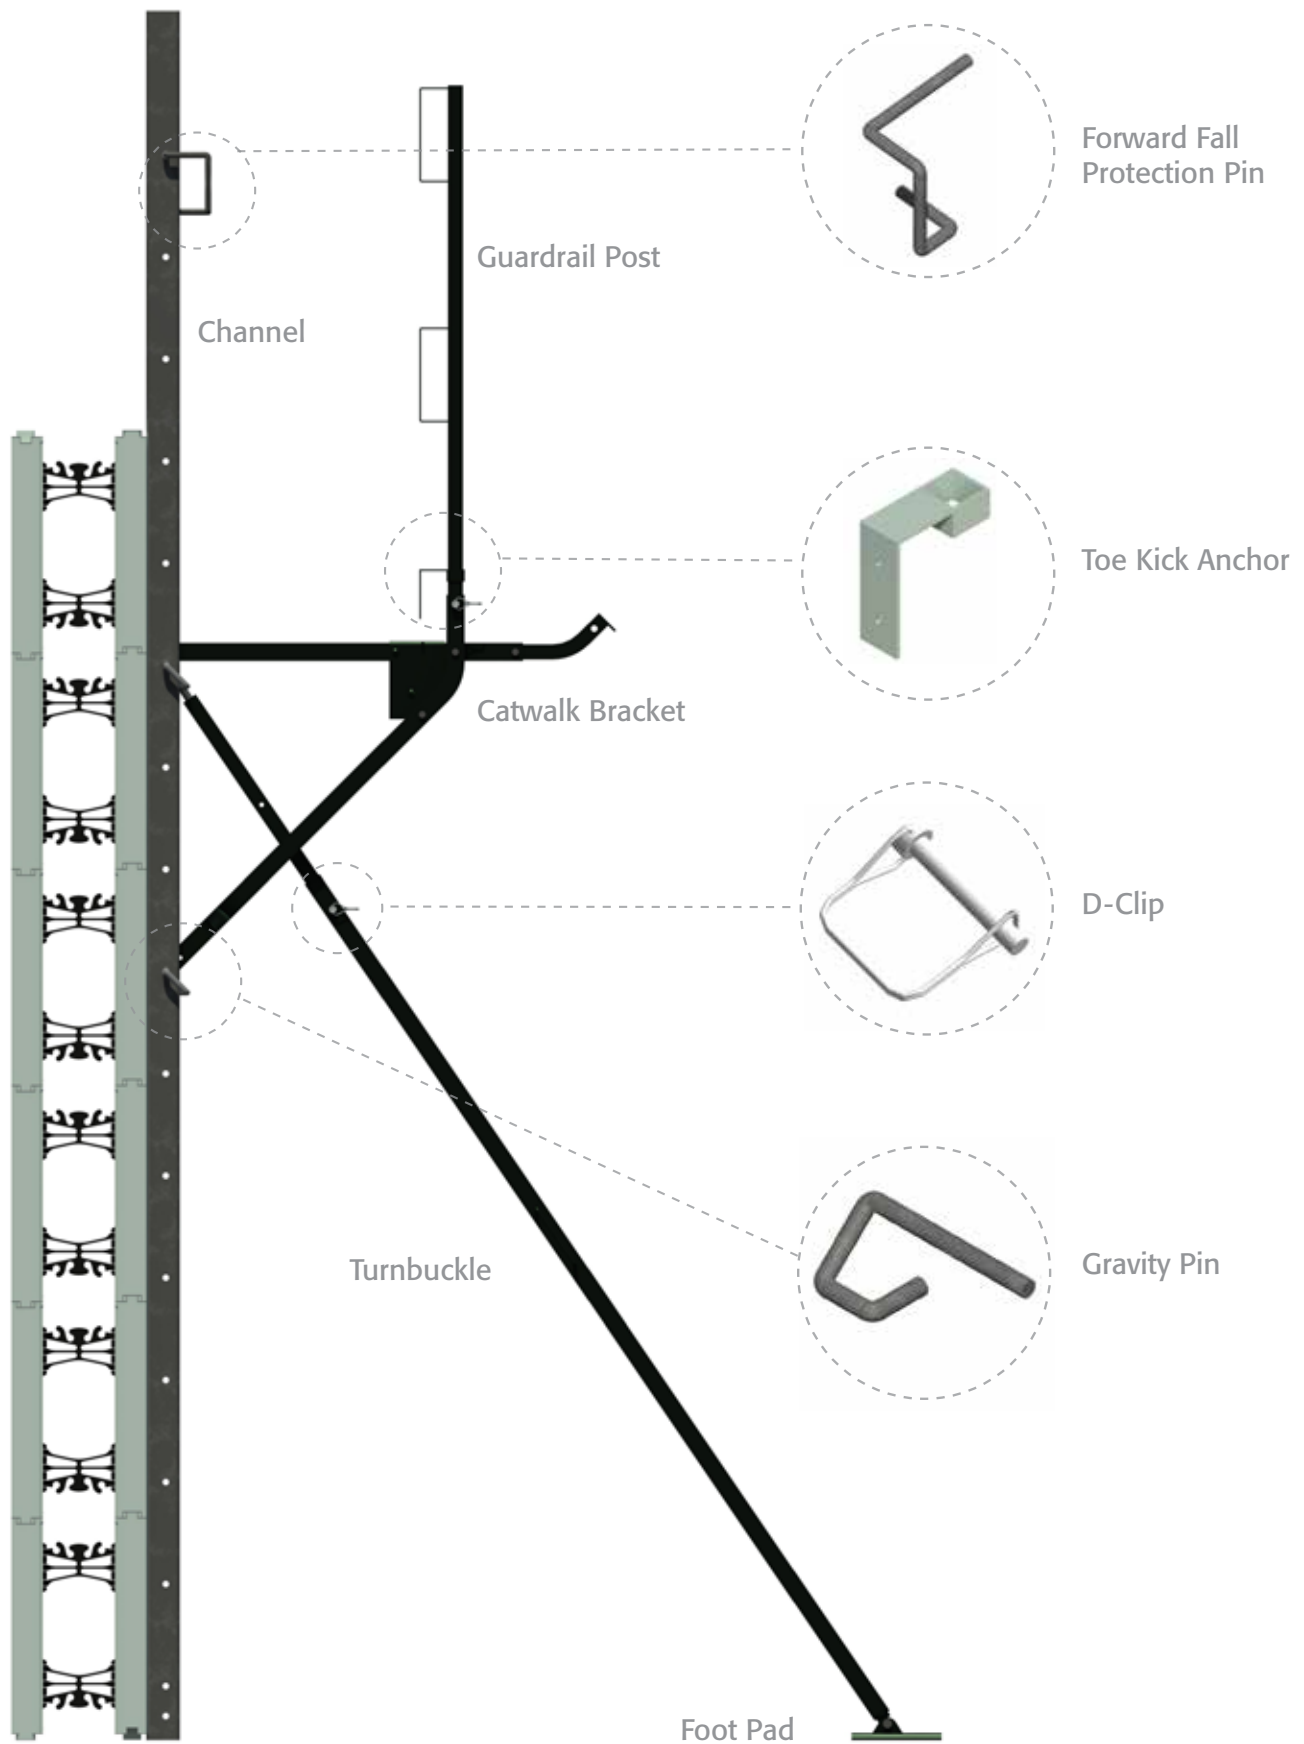 Forward Fall
Protection Pin
Guardrail Post
Channel
Toe Kick Anchor
Catwalk Bracket
D-Clip
Gravity Pin
Turnbuckle
Foot Pad